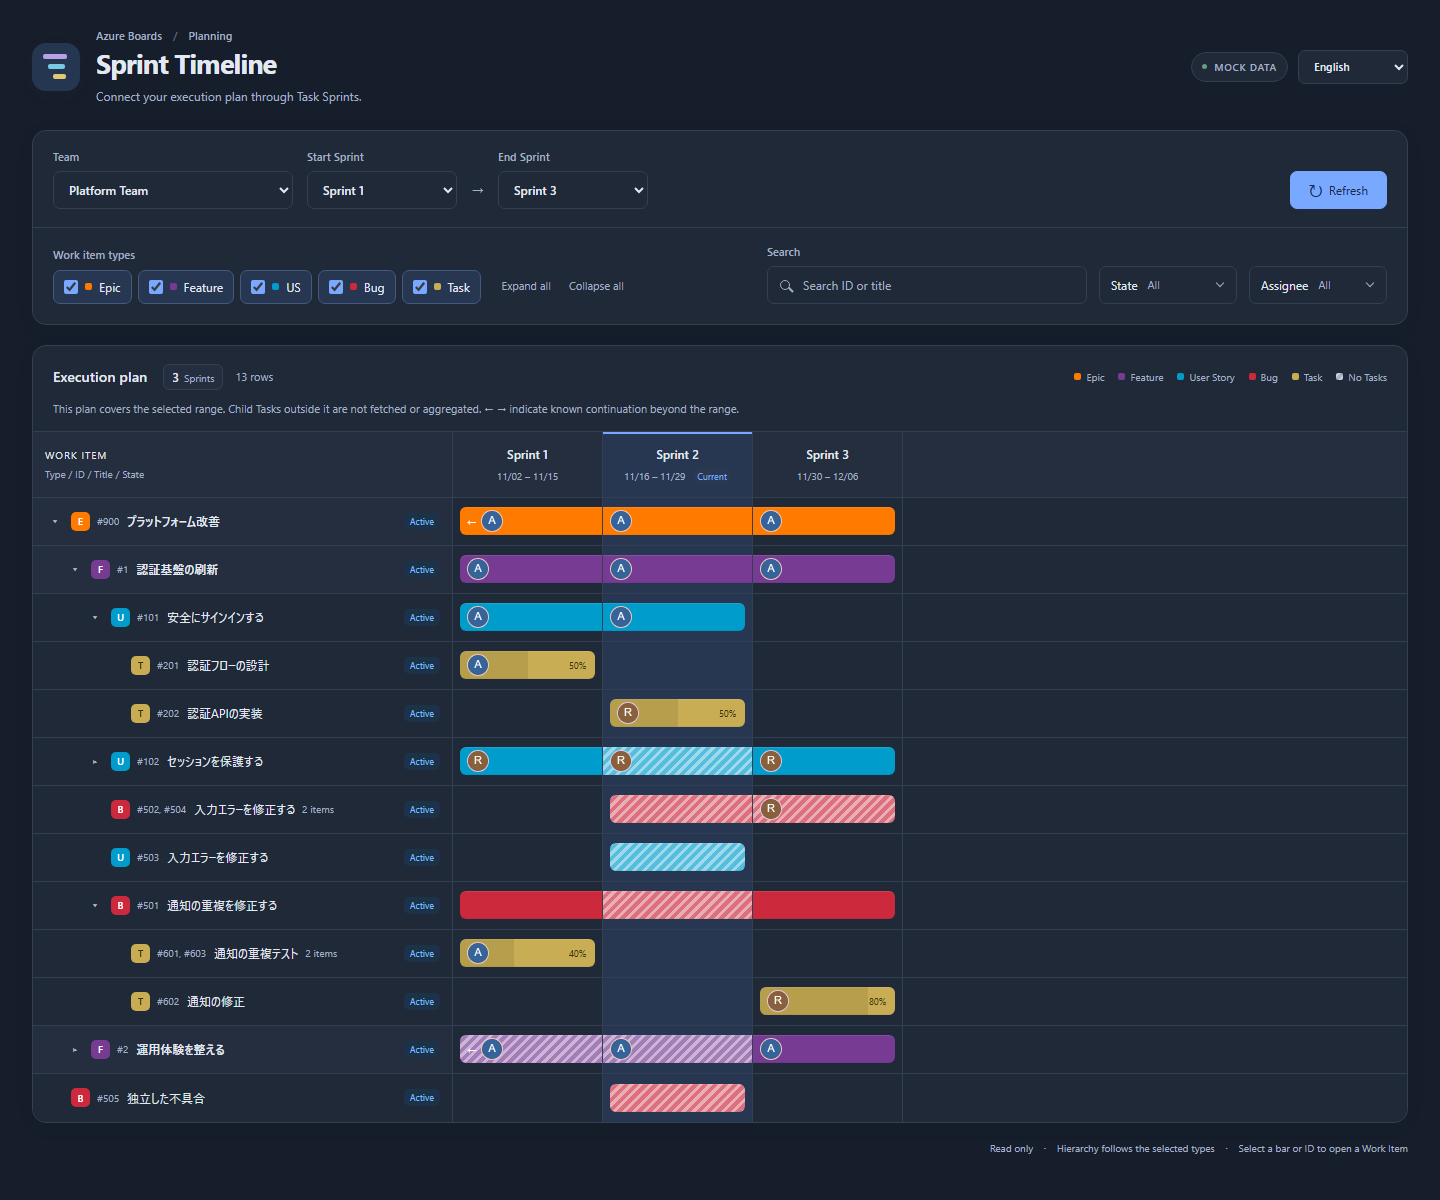 Azure Boards / Planning
Sprint Timeline
Connect your execution plan through Task Sprints.
MOCK DATA
English
Team
Start Sprint
End Sprint
Platform Team
Sprint 1
→
Sprint 3
Refresh
Work item types
Epic
Feature
US
Bug
Task
Expand all
Collapse all
Search
Search ID or title
State All
Assignee All
Execution plan
3 Sprints
13 rows
Epic
Feature
User Story
Bug
Task
No Tasks
This plan covers the selected range. Child Tasks outside it are not fetched or aggregated. ← → indicate known continuation beyond the range.
WORK ITEM
Type / ID / Title / State
Sprint 1
11/02 – 11/15
Sprint 2
11/16 – 11/29 Current
Sprint 3
11/30 – 12/06
E #900 プラットフォーム改善 Active ← A A A
F #1 認証基盤の刷新 Active A A A
U #101 安全にサインインする Active A A
T #201 認証フローの設計 Active A 50%
T #202 認証APIの実装 Active R 50%
U #102 セッションを保護する Active R R R
B #502, #504 入力エラーを修正する 2 items Active R
U #503 入力エラーを修正する Active
B #501 通知の重複を修正する Active
T #601, #603 通知の重複テスト 2 items Active A 40%
T #602 通知の修正 Active R 80%
F #2 運用体験を整える Active ← A A A
B #505 独立した不具合 Active
Read only · Hierarchy follows the selected types · Select a bar or ID to open a Work Item